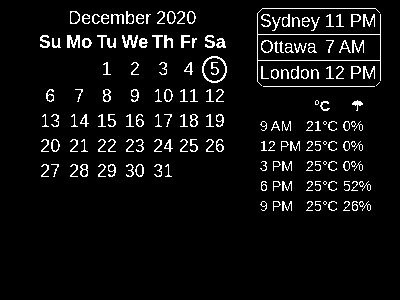 December 2020
Su Mo Tu We Th Fr Sa
1 2 3 4 5
6 7 8 9 10 11 12
13 14 15 16 17 18 19
20 21 22 23 24 25 26
27 28 29 30 31
Sydney 11 PM
Ottawa 7 AM
London 12 PM
°C
9 AM 21°C 0%
12 PM 25°C 0%
3 PM 25°C 0%
6 PM 25°C 52%
9 PM 25°C 26%